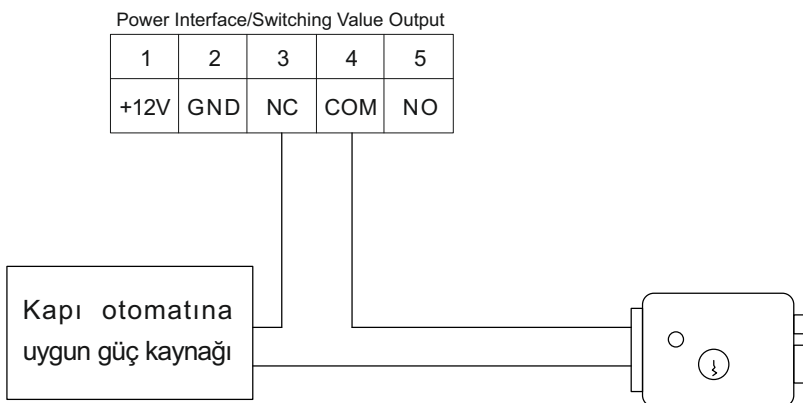 Power Interface/Switching Value Output
1 2 3 4 5
+12V GND NC COM NO
Kapı otomatına
uygun güç kaynağı